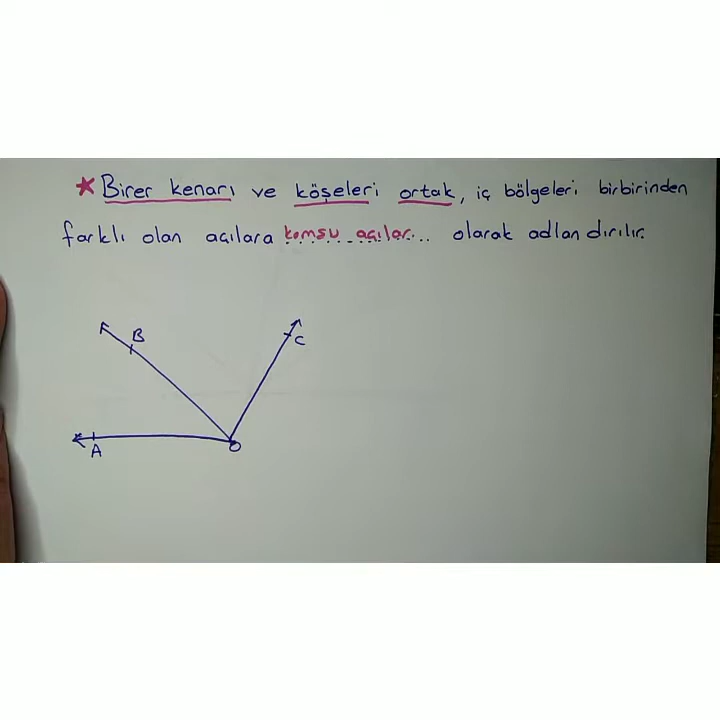 * Birer kenarı ve köşeleri ortak, iç bölgeleri birbirinden
farklı olan açılara komşu açılar... olarak adlandırılır.
B
C
A
O